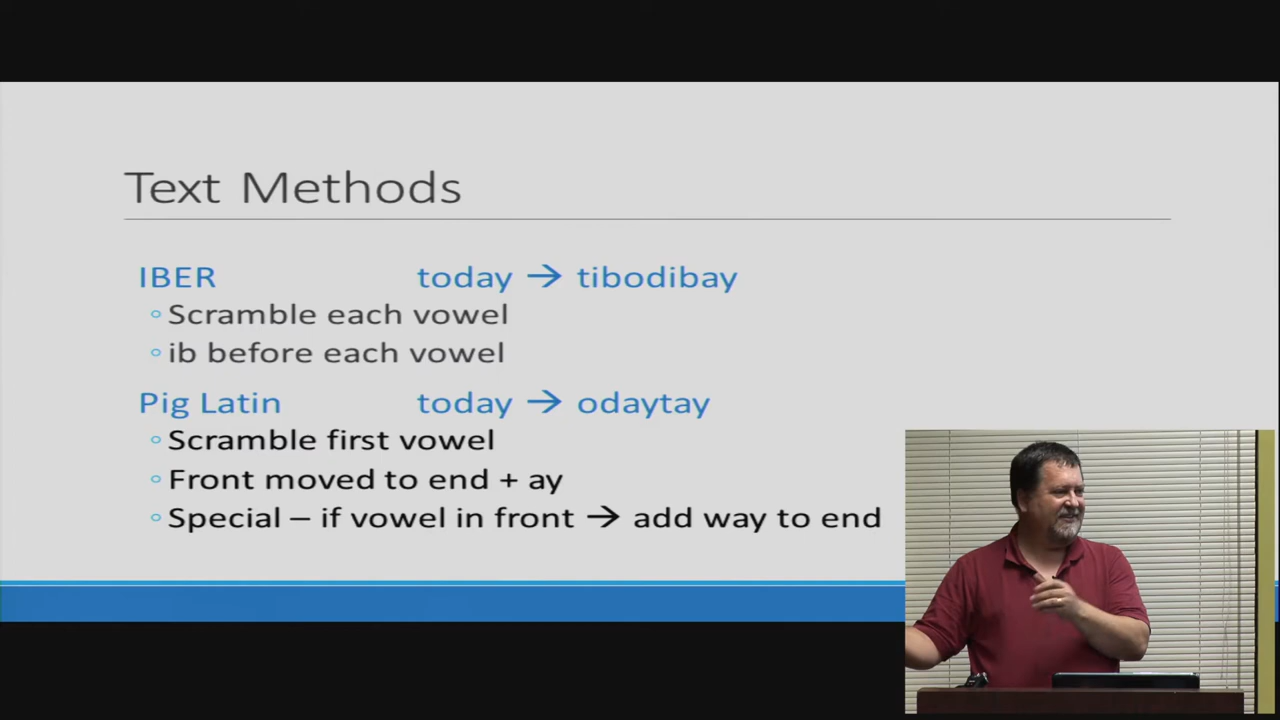 Text Methods
IBER today → tibodibay
◦ Scramble each vowel
◦ ib before each vowel
Pig Latin today → odaytay
◦ Scramble first vowel
◦ Front moved to end + ay
◦ Special – if vowel in front → add way to end